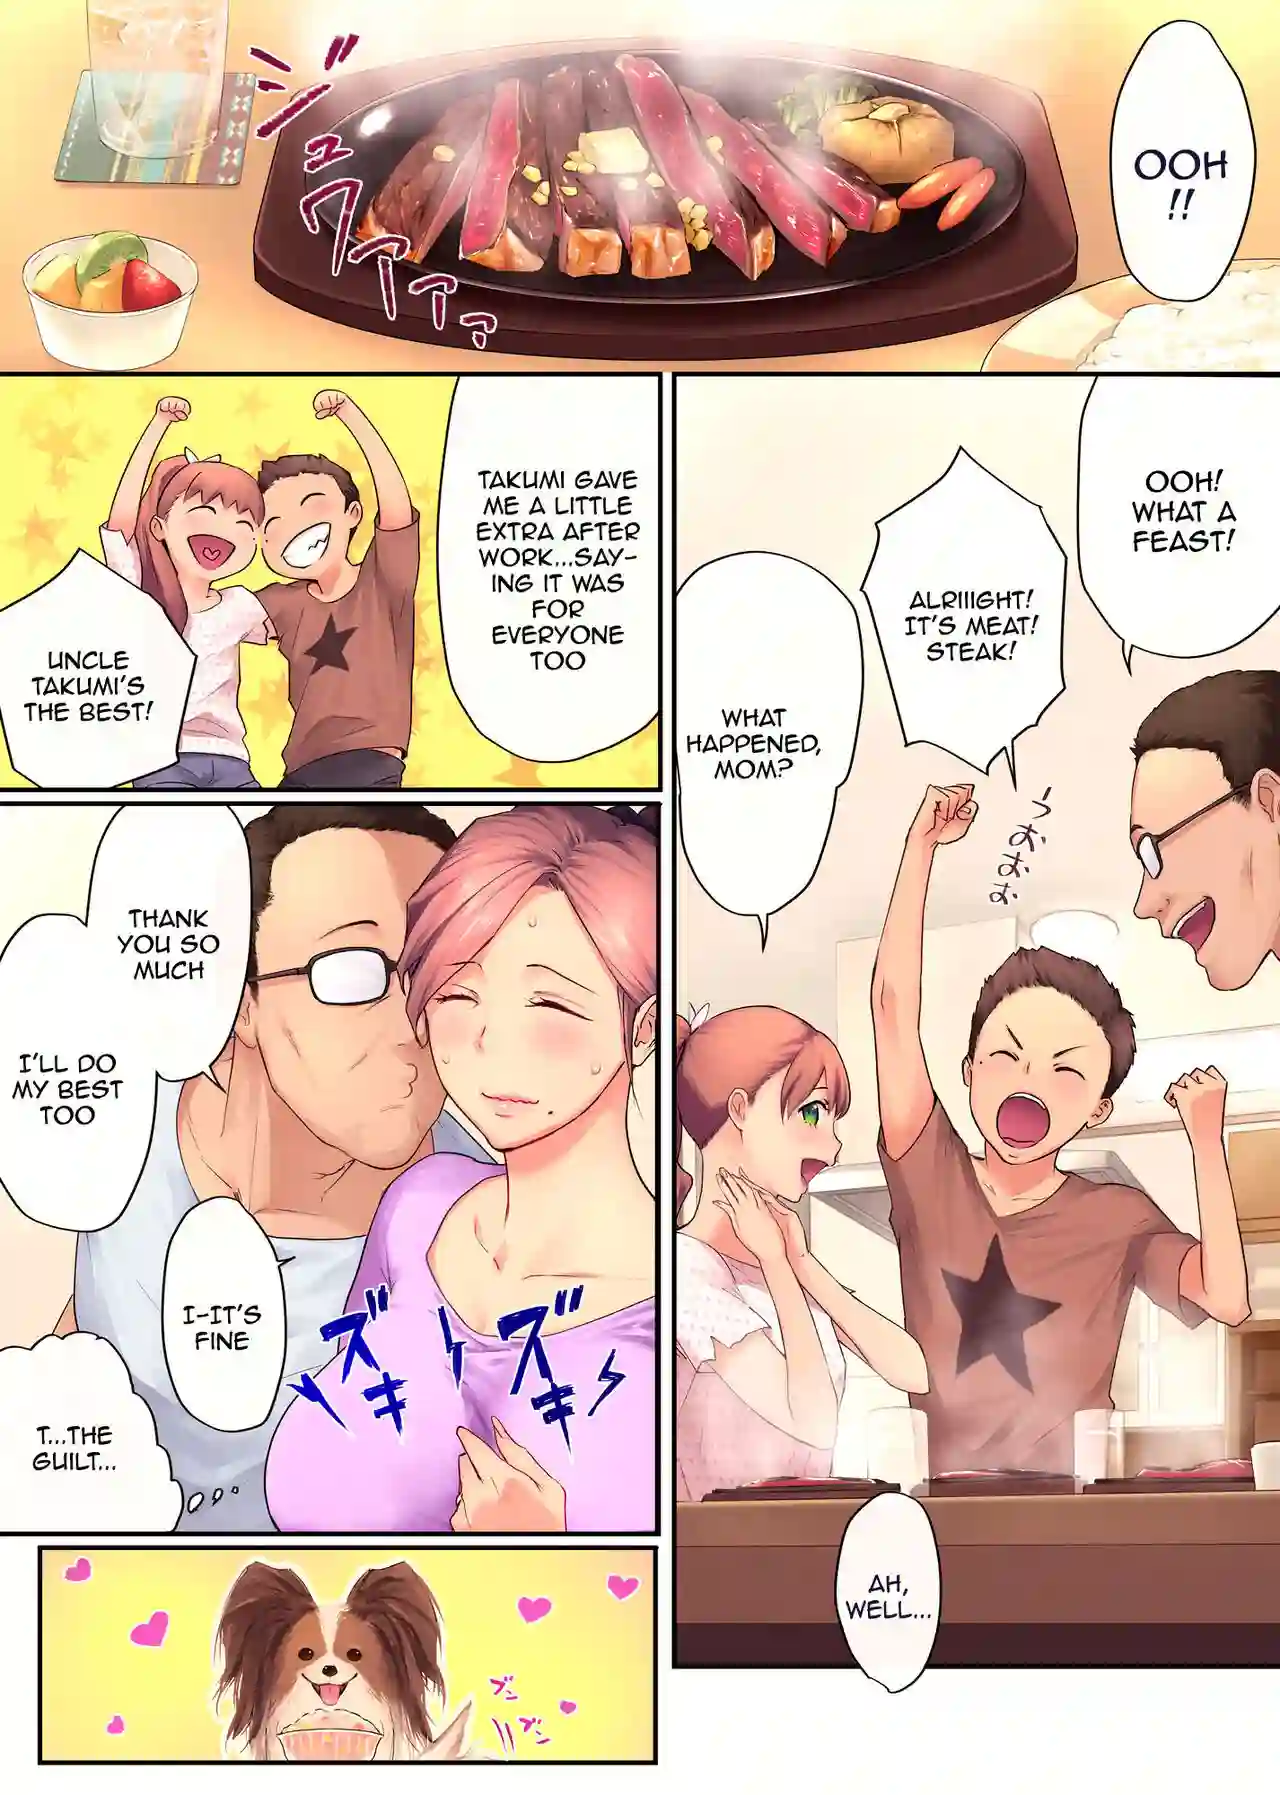 OOH
!!
ジュワァァァァ
OOH!
WHAT A
FEAST!
ALRIIIGHT!
IT'S MEAT!
STEAK!
うおおお
WHAT
HAPPENED,
MOM?
AH,
WELL...
TAKUMI GAVE
ME A LITTLE
EXTRA AFTER
WORK...SAY-
ING IT WAS
FOR
EVERYONE
TOO
UNCLE
TAKUMI'S
THE BEST!
THANK
YOU SO
MUCH
I'LL DO
MY BEST
TOO
I-IT'S
FINE
ズキッ
ズキッ
T...THE
GUILT...
ブン
ブン